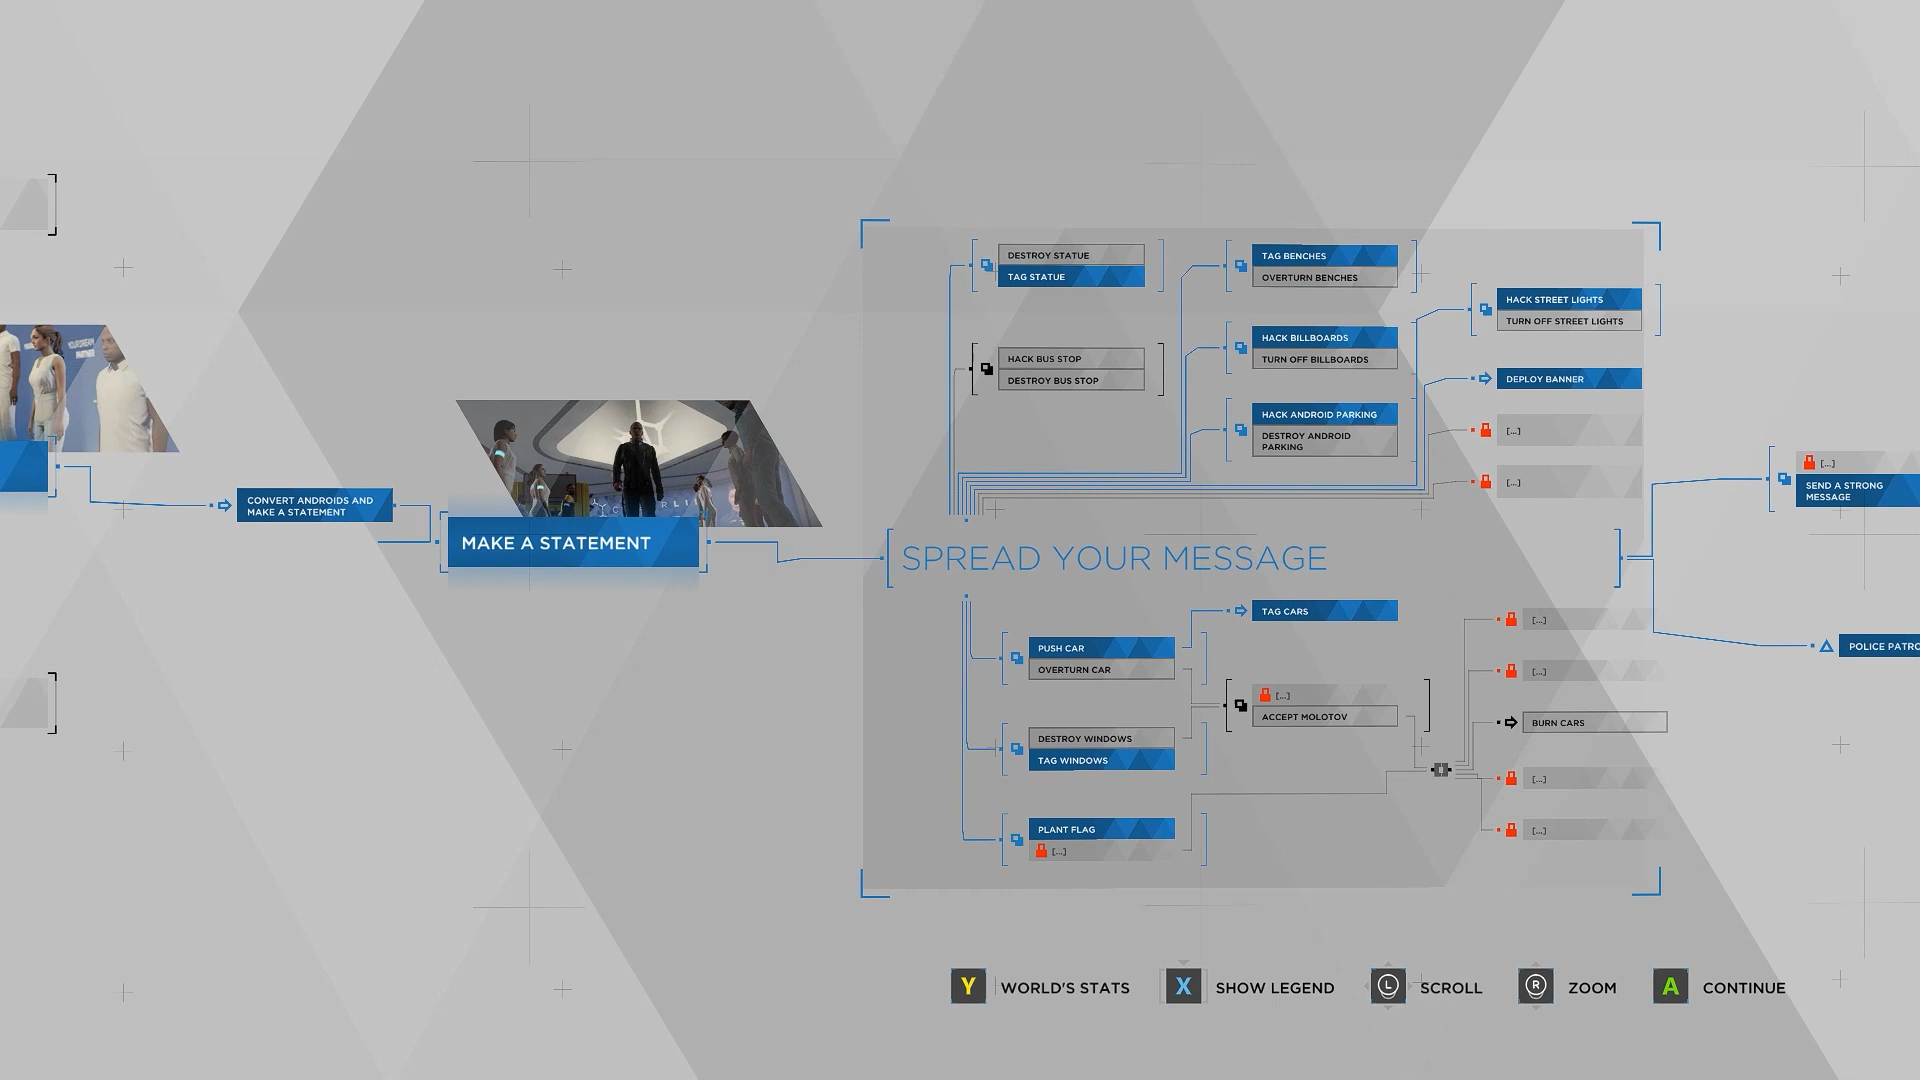 YOUR DREAM
PARTNER
CONVERT ANDROIDS AND
MAKE A STATEMENT
MAKE A STATEMENT
DESTROY STATUE
TAG STATUE
HACK BUS STOP
DESTROY BUS STOP
TAG BENCHES
OVERTURN BENCHES
HACK BILLBOARDS
TURN OFF BILLBOARDS
HACK ANDROID PARKING
DESTROY ANDROID
PARKING
HACK STREET LIGHTS
TURN OFF STREET LIGHTS
DEPLOY BANNER
[...]
[...]
SPREAD YOUR MESSAGE
TAG CARS
PUSH CAR
OVERTURN CAR
[...]
ACCEPT MOLOTOV
DESTROY WINDOWS
TAG WINDOWS
PLANT FLAG
[...]
[...]
[...]
BURN CARS
[...]
[...]
[...]
SEND A STRONG
MESSAGE
POLICE PATRO
Y WORLD'S STATS
X SHOW LEGEND
L SCROLL
R ZOOM
A CONTINUE